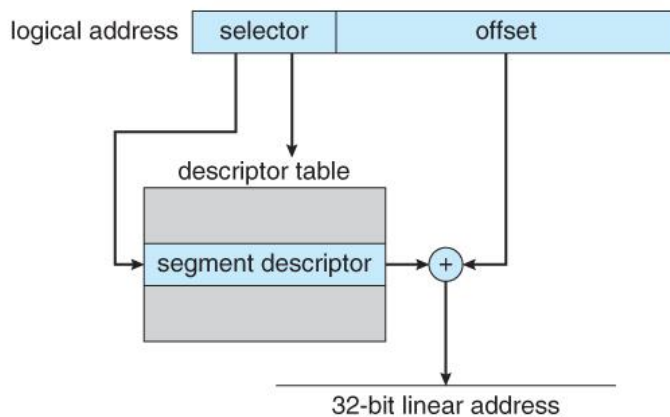 logical address selector offset
descriptor table
segment descriptor +
32-bit linear address